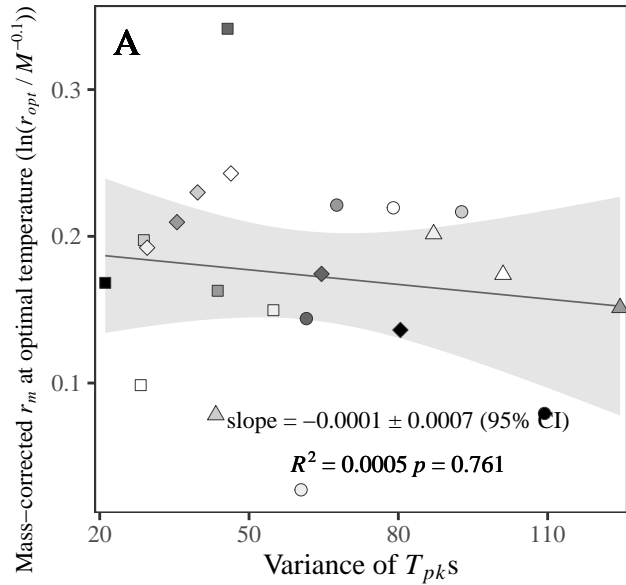 A
Mass−corrected r_m at optimal temperature (ln(r_opt / M^−0.1)
0.3
0.2
0.1
slope = −0.0001 ± 0.0007 (95% CI)
R² = 0.0005 p = 0.761
20 50 80 110
Variance of T_pks